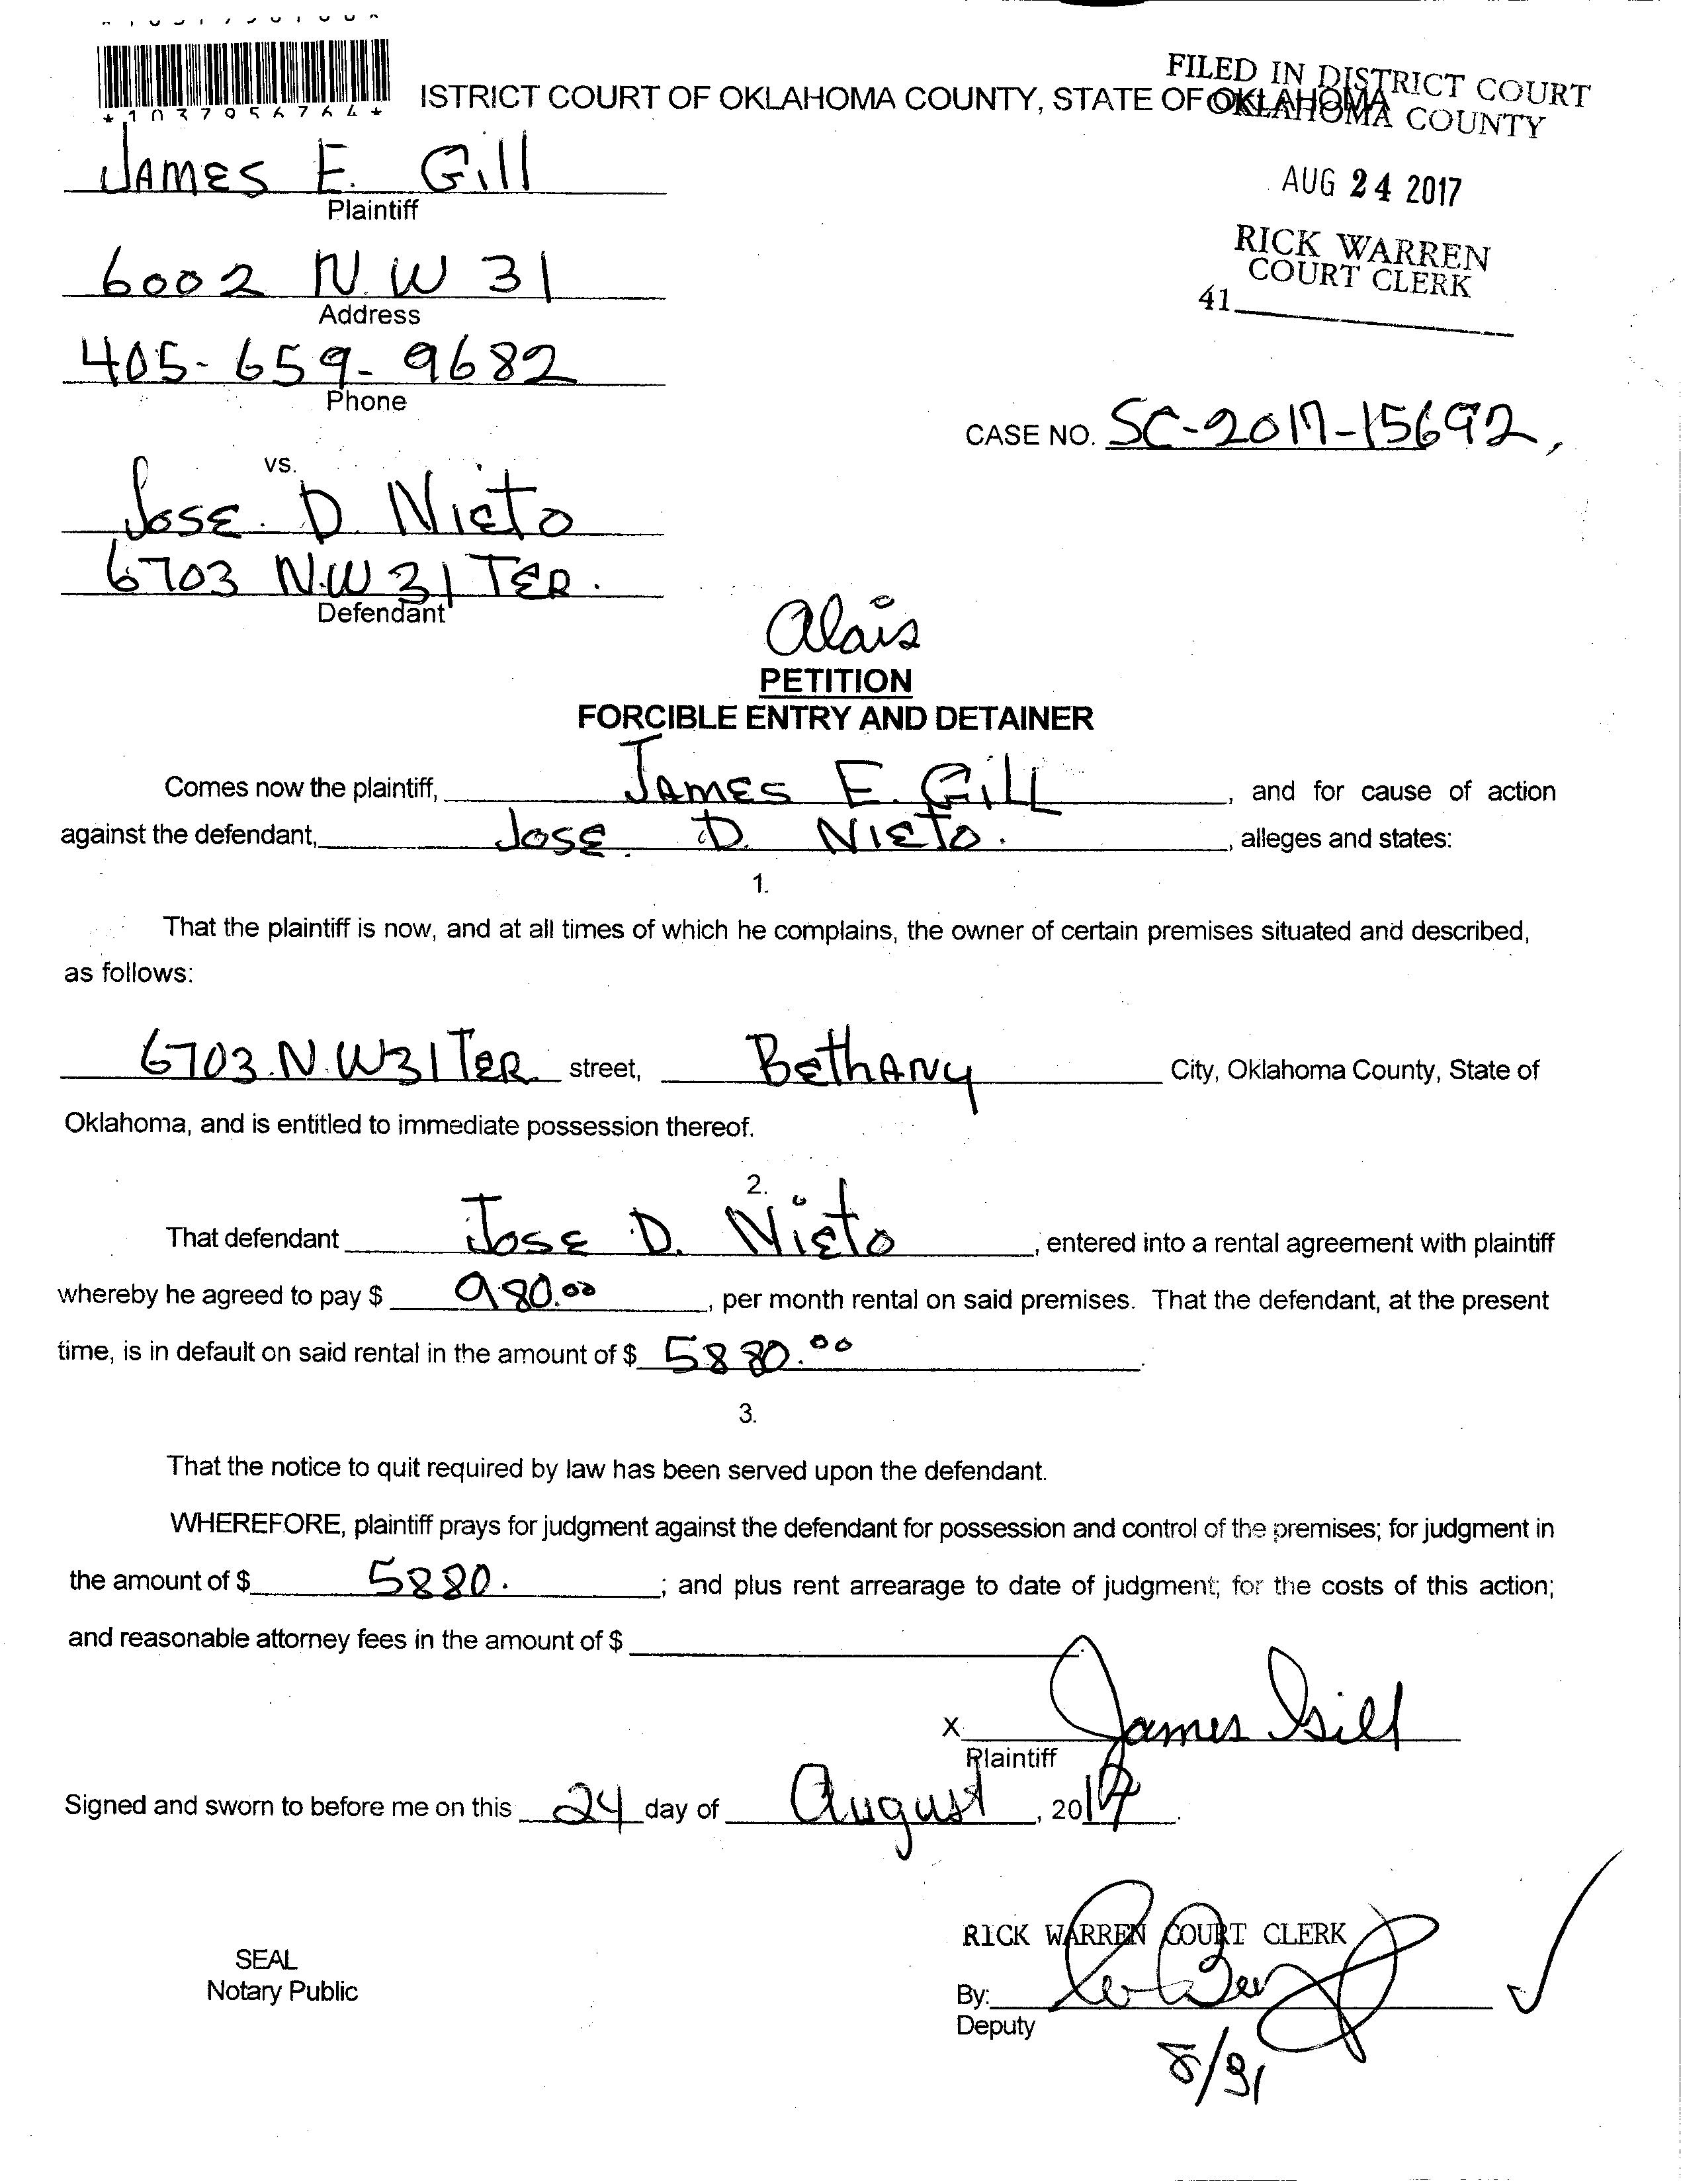 *1037956764*
ISTRICT COURT OF OKLAHOMA COUNTY, STATE OF OKLAHOMA
FILED IN DISTRICT COURT
OKLAHOMA COUNTY
JAMES E. Gill
Plaintiff
AUG 24 2017
6002 N.W 31
Address
RICK WARREN
COURT CLERK
41
405-659-9682
Phone
CASE NO. SC-2017-15692,
vs.
Jose D. Nieto
6703 N.W 31 TER.
Defendant
Alais
PETITION
FORCIBLE ENTRY AND DETAINER
Comes now the plaintiff, JAMES E. GILL, and for cause of action
against the defendant, Jose D. NIETO., alleges and states:
1.
That the plaintiff is now, and at all times of which he complains, the owner of certain premises situated and described,
as follows:
6703 N.W31 TER street, BethANy City, Oklahoma County, State of
Oklahoma, and is entitled to immediate possession thereof.
2.
That defendant Jose D. Nieto, entered into a rental agreement with plaintiff
whereby he agreed to pay $ 980.00, per month rental on said premises. That the defendant, at the present
time, is in default on said rental in the amount of $ 5880.00.
3.
That the notice to quit required by law has been served upon the defendant.
WHEREFORE, plaintiff prays for judgment against the defendant for possession and control of the premises; for judgment in
the amount of $ 5880. ; and plus rent arrearage to date of judgment; for the costs of this action;
and reasonable attorney fees in the amount of $
x James Gill
Plaintiff
Signed and sworn to before me on this 24 day of August, 2017.
RICK WARREN COURT CLERK
SEAL
Notary Public
By:
Deputy
8/31